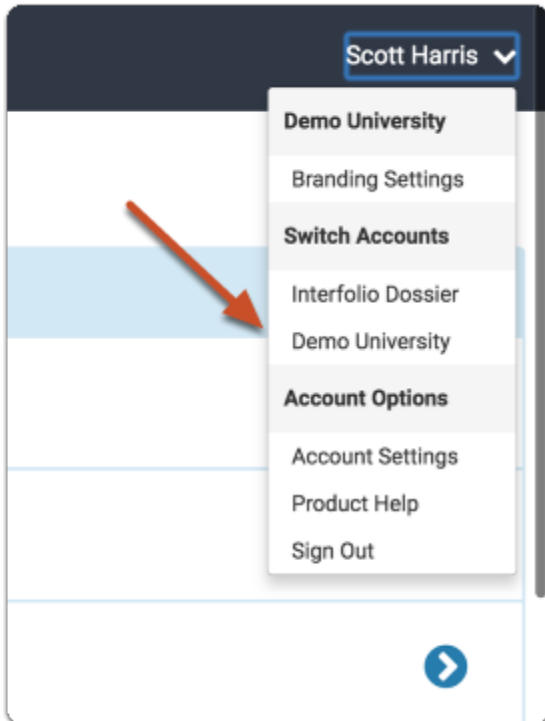 Scott Harris
Demo University
Branding Settings
Switch Accounts
Interfolio Dossier
Demo University
Account Options
Account Settings
Product Help
Sign Out